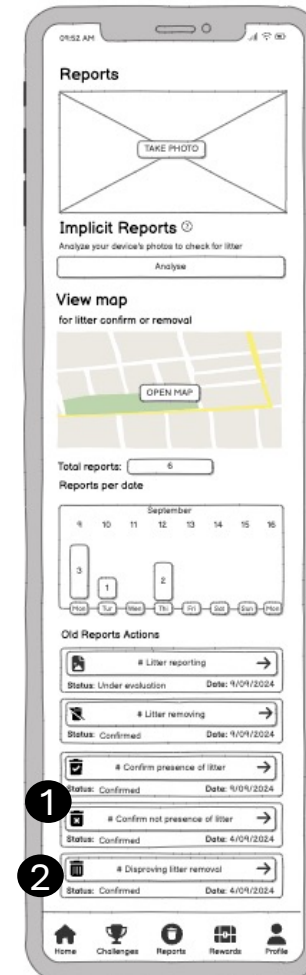 09:52 AM
Reports
TAKE PHOTO
Implicit Reports ?
Analyze your device's photos to check for litter
Analyse
View map
for litter confirm or removal
OPEN MAP
Total reports: 6
Reports per date
September
9 10 11 12 13 14 15 16
3 1 2
Mon Tur Wed Thi Fri Sat Sun Mon
Old Reports Actions
# Litter reporting
Status: Under evaluation Date: 9/09/2024
# Litter removing
Status: Confirmed Date: 9/09/2024
# Confirm presence of litter
Status: Confirmed Date: 9/09/2024
1
# Confirm not presence of litter
Status: Confirmed Date: 4/09/2024
2
# Disproving litter removal
Status: Confirmed Date: 4/09/2024
Home Challenges Reports Rewards Profile